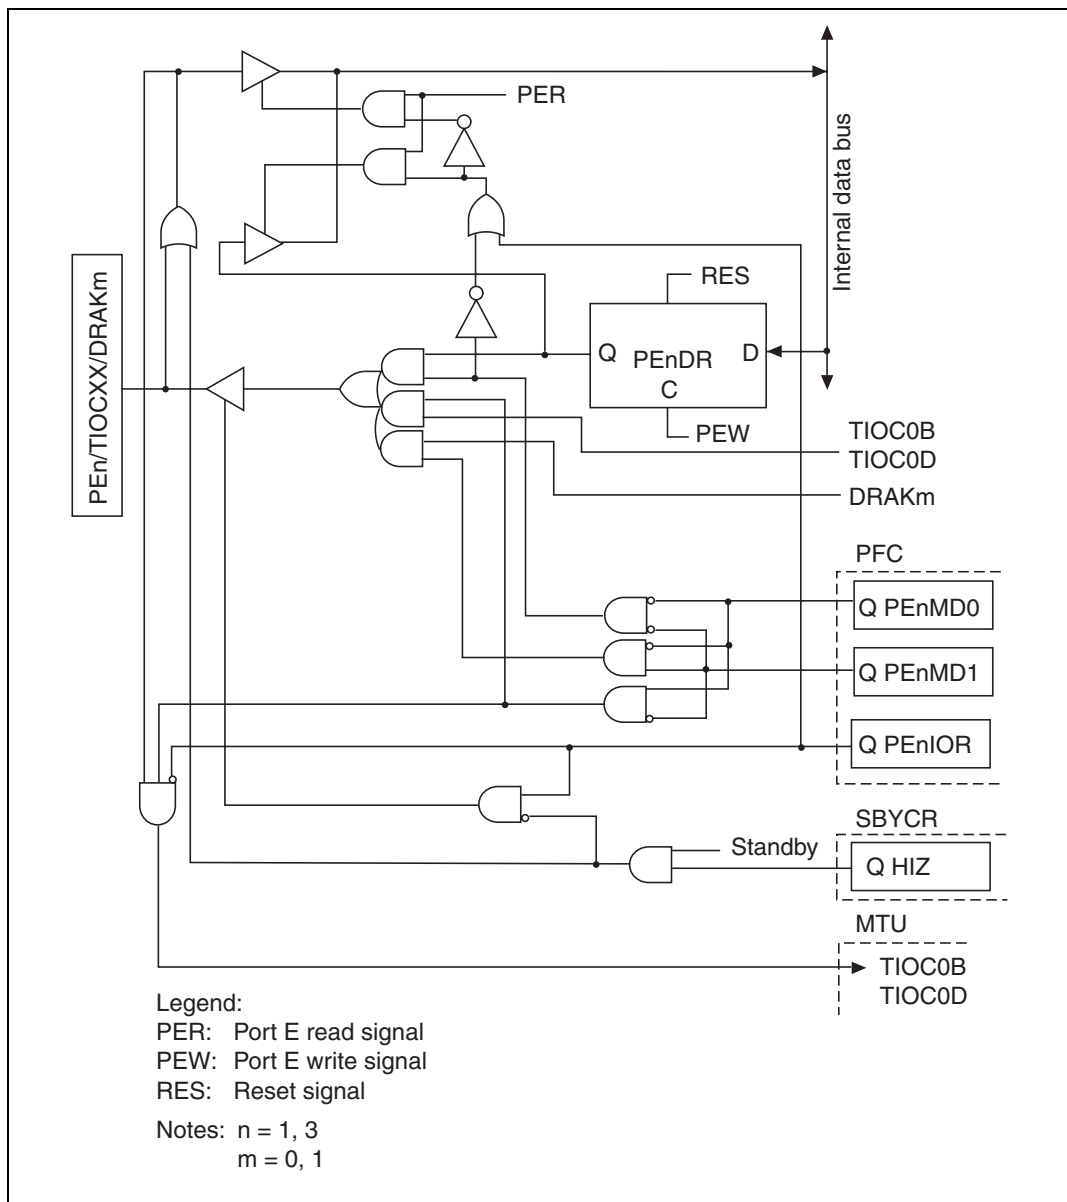 PER
Internal data bus
RES
Q PEnDR D
C
PEW
PEn/TIOCXX/DRAKm
TIOC0B
TIOC0D
DRAKm
PFC
Q PEnMD0
Q PEnMD1
Q PEnIOR
SBYCR
Standby
Q HIZ
MTU
TIOC0B
TIOC0D
Legend:
PER: Port E read signal
PEW: Port E write signal
RES: Reset signal
Notes: n = 1, 3
m = 0, 1